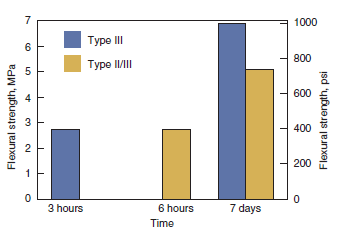 7
6
5
4
3
2
1
0
Flexural strength, MPa
Type III
Type II/III
1000
800
600
400
200
0
Flexural strength, psi
3 hours
6 hours
7 days
Time